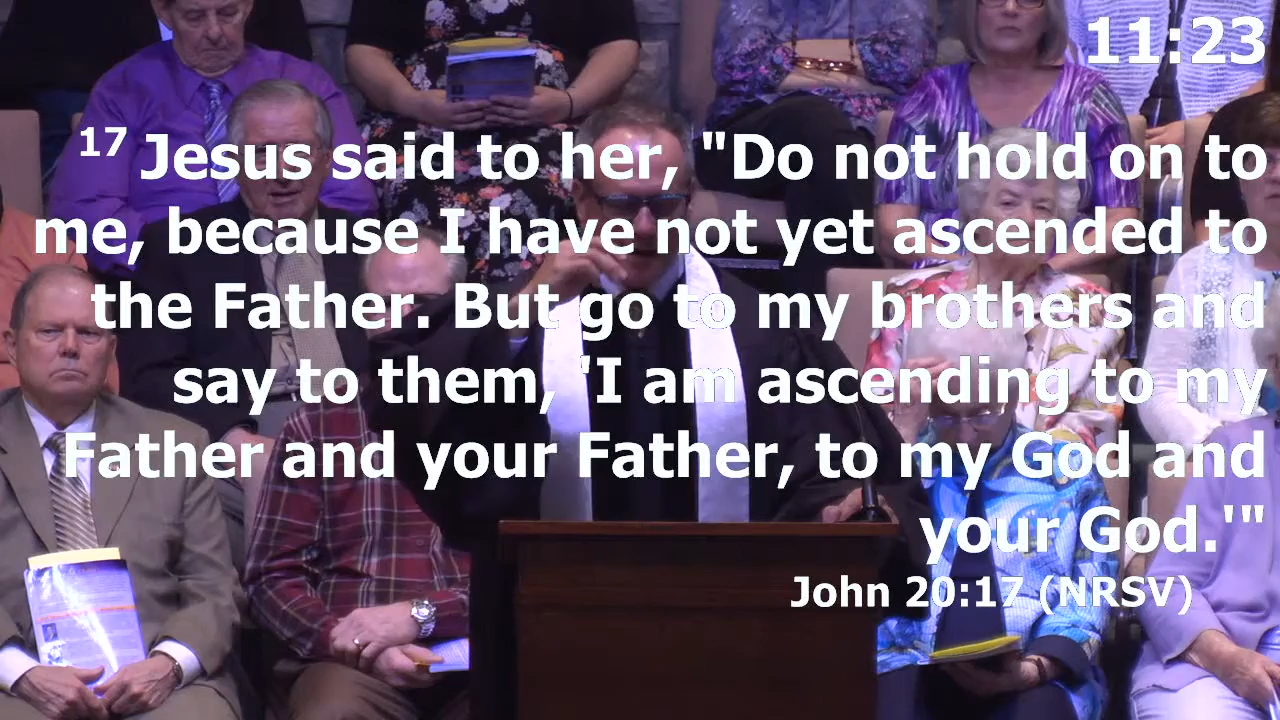 11:23
17 Jesus said to her, "Do not hold on to
me, because I have not yet ascended to
the Father. But go to my brothers and
say to them, 'I am ascending to my
Father and your Father, to my God and
your God.'"
John 20:17 (NRSV)